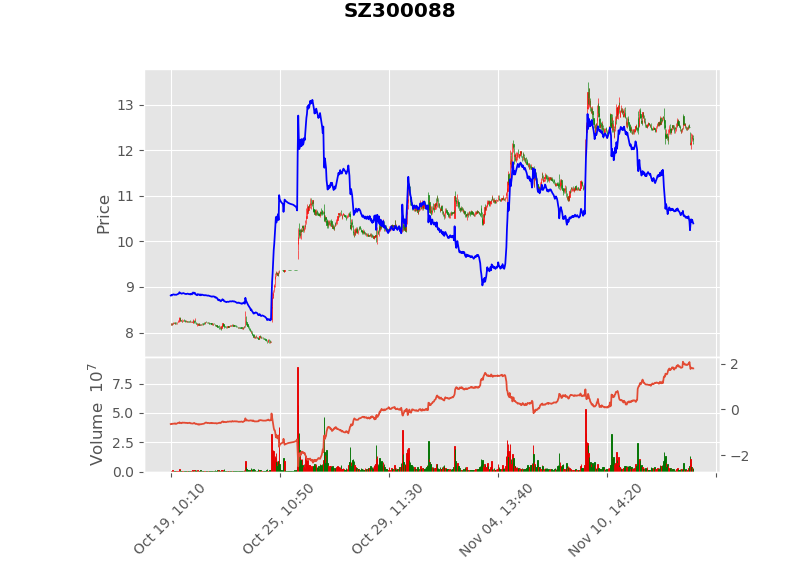 SZ300088
Price
13
12
11
10
9
8
Volume 10^7
7.5
5.0
2.5
0.0
2
0
−2
Oct 19, 10:10
Oct 25, 10:50
Oct 29, 11:30
Nov 04, 13:40
Nov 10, 14:20